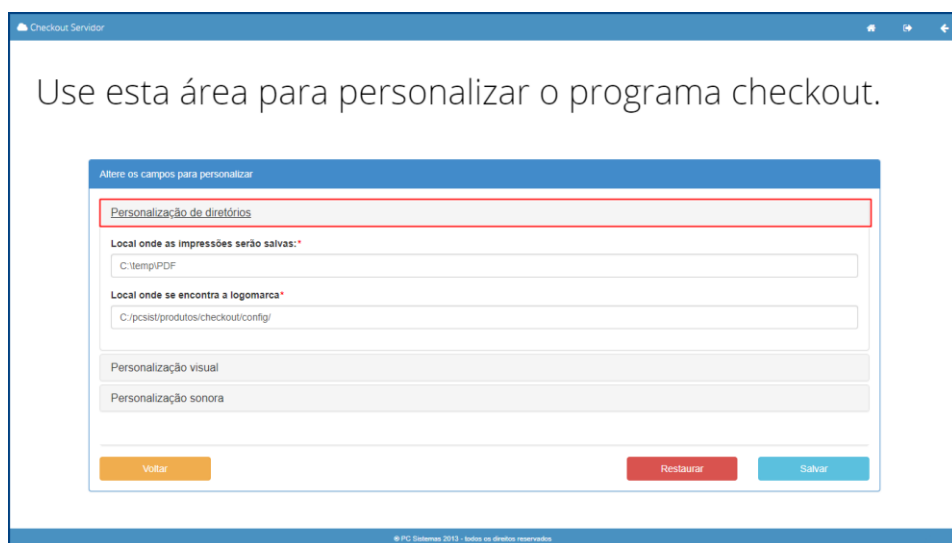 Checkout Servidor
Use esta área para personalizar o programa checkout.
Altere os campos para personalizar
Personalização de diretórios
Local onde as impressões serão salvas:*
C:\temp\PDF
Local onde se encontra a logomarca*
C:/pcsist/produtos/checkout/config/
Personalização visual
Personalização sonora
Voltar
Restaurar
Salvar
© PC Sistemas 2013 - todos os direitos reservados